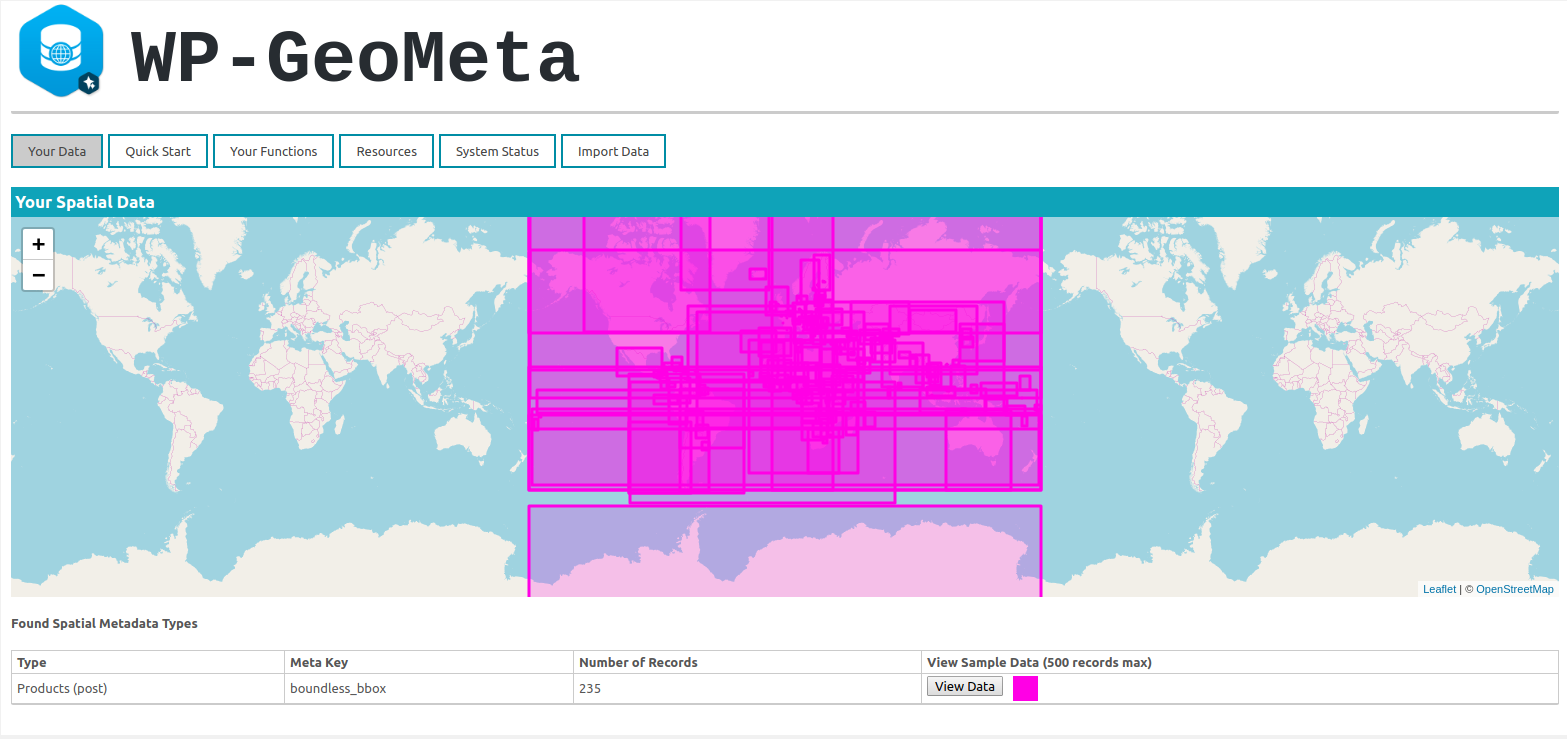 WP-GeoMeta
Your Data Quick Start Your Functions Resources System Status Import Data
Your Spatial Data
+
−
Leaflet | © OpenStreetMap
Found Spatial Metadata Types
Type Meta Key Number of Records View Sample Data (500 records max)
Products (post) boundless_bbox 235 View Data